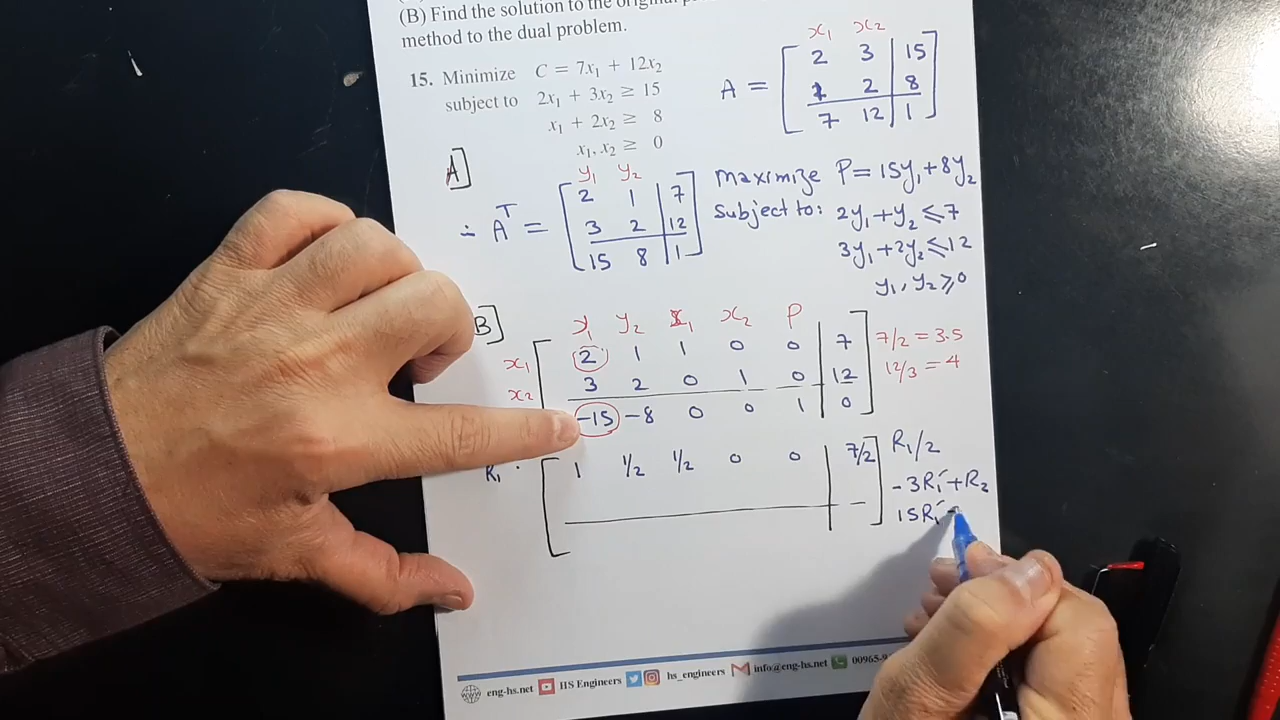 (B) Find the solution to the original
method to the dual problem.
15. Minimize C = 7x₁ + 12x₂
subject to 2x₁ + 3x₂ ≥ 15
x₁ + 2x₂ ≥ 8
x₁, x₂ ≥ 0
x₁ x₂
A = [ 2 3 | 15
1 2 | 8
7 12 | 1 ]
A]
y₁ y₂
∴ Aᵀ = [ 2 1 | 7
3 2 | 12
15 8 | 1 ]
maximize P = 15y₁ + 8y₂
subject to: 2y₁ + y₂ ≤ 7
3y₁ + 2y₂ ≤ 12
y₁, y₂ ≥ 0
B]
y₁ y₂ x₁ x₂ P
x₁ 2 1 1 0 0 | 7 7/2 = 3.5
x₂ 3 2 0 1 0 | 12 12/3 = 4
-15 -8 0 0 1 | 0
R₁ 1 1/2 1/2 0 0 | 7/2 R₁/2
-3R₁′ + R₂
15R₁′
eng-hs.net HS Engineers hs_engineers info@eng-hs.net 00965-9